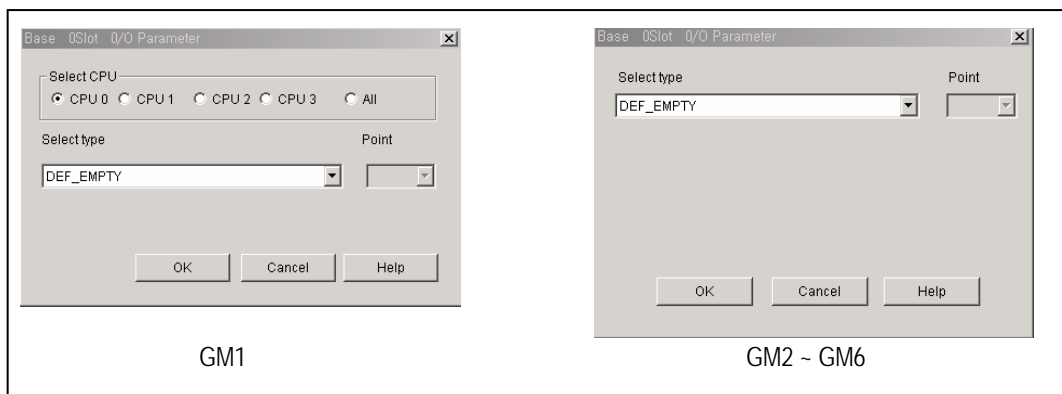 Base 0Slot 0/O Parameter
Select CPU
CPU 0 CPU 1 CPU 2 CPU 3 All
Select type Point
DEF_EMPTY
OK Cancel Help
GM1
Base 0Slot 0/O Parameter
Select type Point
DEF_EMPTY
OK Cancel Help
GM2 ~ GM6